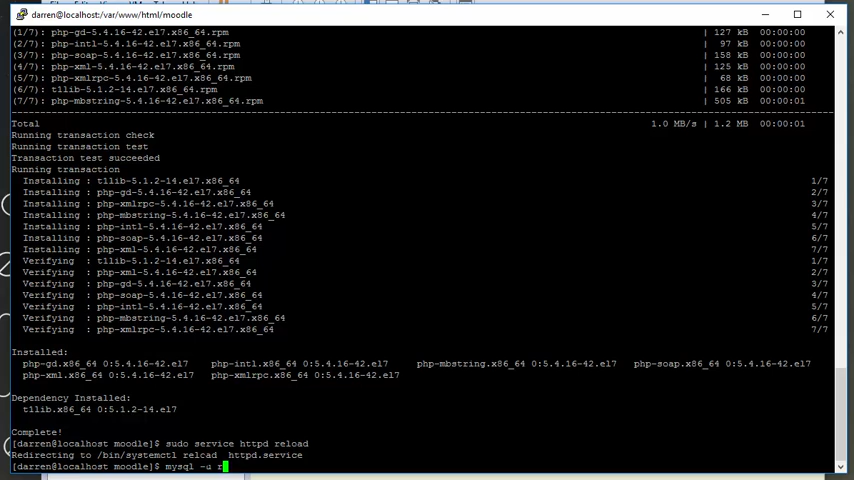 darren@localhost:/var/www/html/moodle
(1/7): php-gd-5.4.16-42.el7.x86_64.rpm | 127 kB 00:00:00
(2/7): php-intl-5.4.16-42.el7.x86_64.rpm | 97 kB 00:00:00
(3/7): php-soap-5.4.16-42.el7.x86_64.rpm | 158 kB 00:00:00
(4/7): php-xml-5.4.16-42.el7.x86_64.rpm | 125 kB 00:00:00
(5/7): php-xmlrpc-5.4.16-42.el7.x86_64.rpm | 68 kB 00:00:00
(6/7): t1lib-5.1.2-14.el7.x86_64.rpm | 166 kB 00:00:00
(7/7): php-mbstring-5.4.16-42.el7.x86_64.rpm | 505 kB 00:00:01
Total 1.0 MB/s | 1.2 MB 00:00:01
Running transaction check
Running transaction test
Transaction test succeeded
Running transaction
Installing : t1lib-5.1.2-14.el7.x86_64 1/7
Installing : php-gd-5.4.16-42.el7.x86_64 2/7
Installing : php-xmlrpc-5.4.16-42.el7.x86_64 3/7
Installing : php-mbstring-5.4.16-42.el7.x86_64 4/7
Installing : php-intl-5.4.16-42.el7.x86_64 5/7
Installing : php-soap-5.4.16-42.el7.x86_64 6/7
Installing : php-xml-5.4.16-42.el7.x86_64 7/7
Verifying : t1lib-5.1.2-14.el7.x86_64 1/7
Verifying : php-xml-5.4.16-42.el7.x86_64 2/7
Verifying : php-gd-5.4.16-42.el7.x86_64 3/7
Verifying : php-soap-5.4.16-42.el7.x86_64 4/7
Verifying : php-intl-5.4.16-42.el7.x86_64 5/7
Verifying : php-mbstring-5.4.16-42.el7.x86_64 6/7
Verifying : php-xmlrpc-5.4.16-42.el7.x86_64 7/7
Installed:
php-gd.x86_64 0:5.4.16-42.el7 php-intl.x86_64 0:5.4.16-42.el7 php-mbstring.x86_64 0:5.4.16-42.el7 php-soap.x86_64 0:5.4.16-42.el7
php-xml.x86_64 0:5.4.16-42.el7 php-xmlrpc.x86_64 0:5.4.16-42.el7
Dependency Installed:
t1lib.x86_64 0:5.1.2-14.el7
Complete!
[darren@localhost moodle]$ sudo service httpd reload
Redirecting to /bin/systemctl reload httpd.service
[darren@localhost moodle]$ mysql -u r